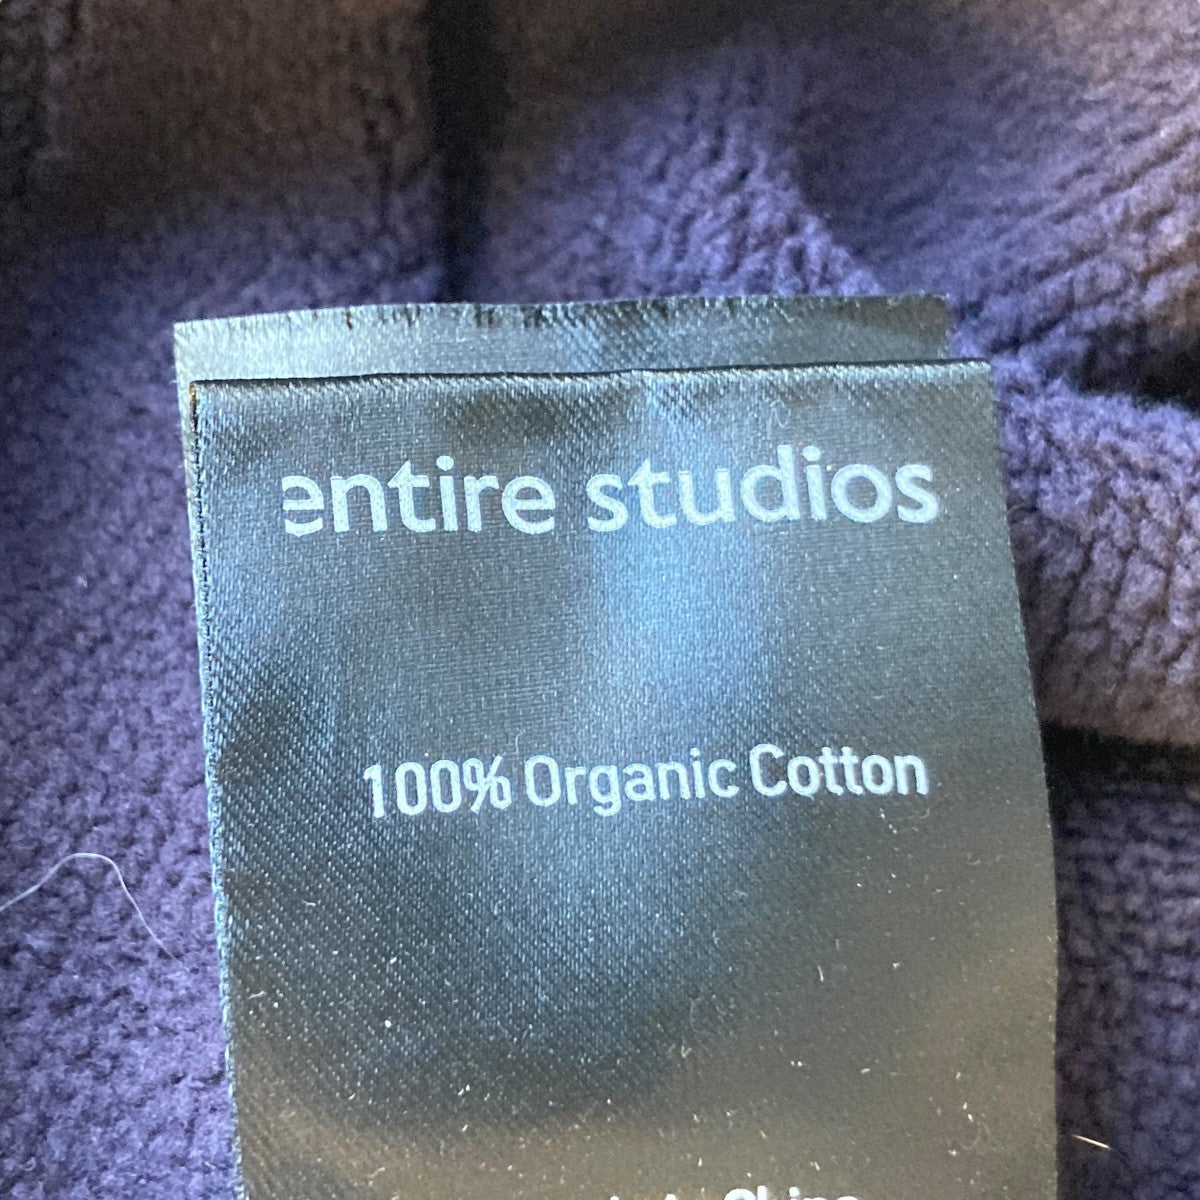 entire studios
100% Organic Cotton